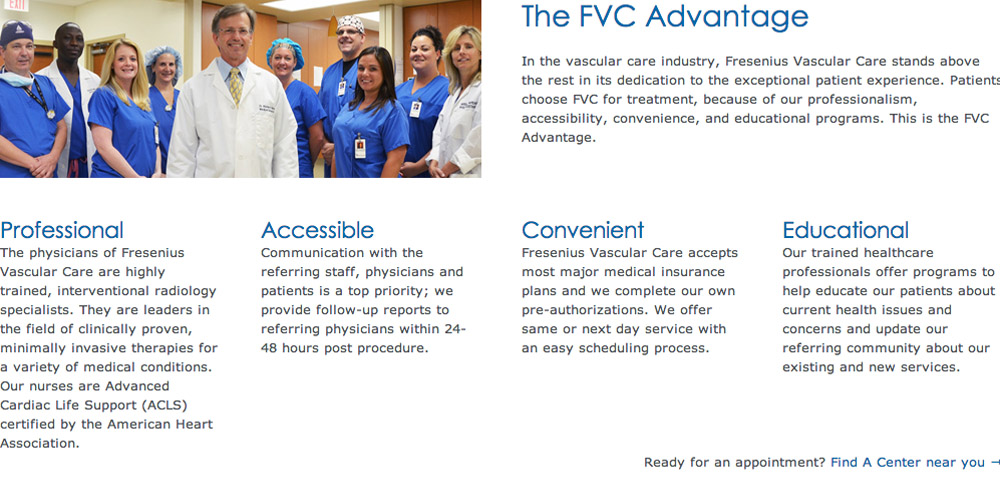 EXIT
The FVC Advantage
In the vascular care industry, Fresenius Vascular Care stands above
the rest in its dedication to the exceptional patient experience. Patients
choose FVC for treatment, because of our professionalism,
accessibility, convenience, and educational programs. This is the FVC
Advantage.
Professional
The physicians of Fresenius
Vascular Care are highly
trained, interventional radiology
specialists. They are leaders in
the field of clinically proven,
minimally invasive therapies for
a variety of medical conditions.
Our nurses are Advanced
Cardiac Life Support (ACLS)
certified by the American Heart
Association.
Accessible
Communication with the
referring staff, physicians and
patients is a top priority; we
provide follow-up reports to
referring physicians within 24-
48 hours post procedure.
Convenient
Fresenius Vascular Care accepts
most major medical insurance
plans and we complete our own
pre-authorizations. We offer
same or next day service with
an easy scheduling process.
Educational
Our trained healthcare
professionals offer programs to
help educate our patients about
current health issues and
concerns and update our
referring community about our
existing and new services.
Ready for an appointment? Find A Center near you →